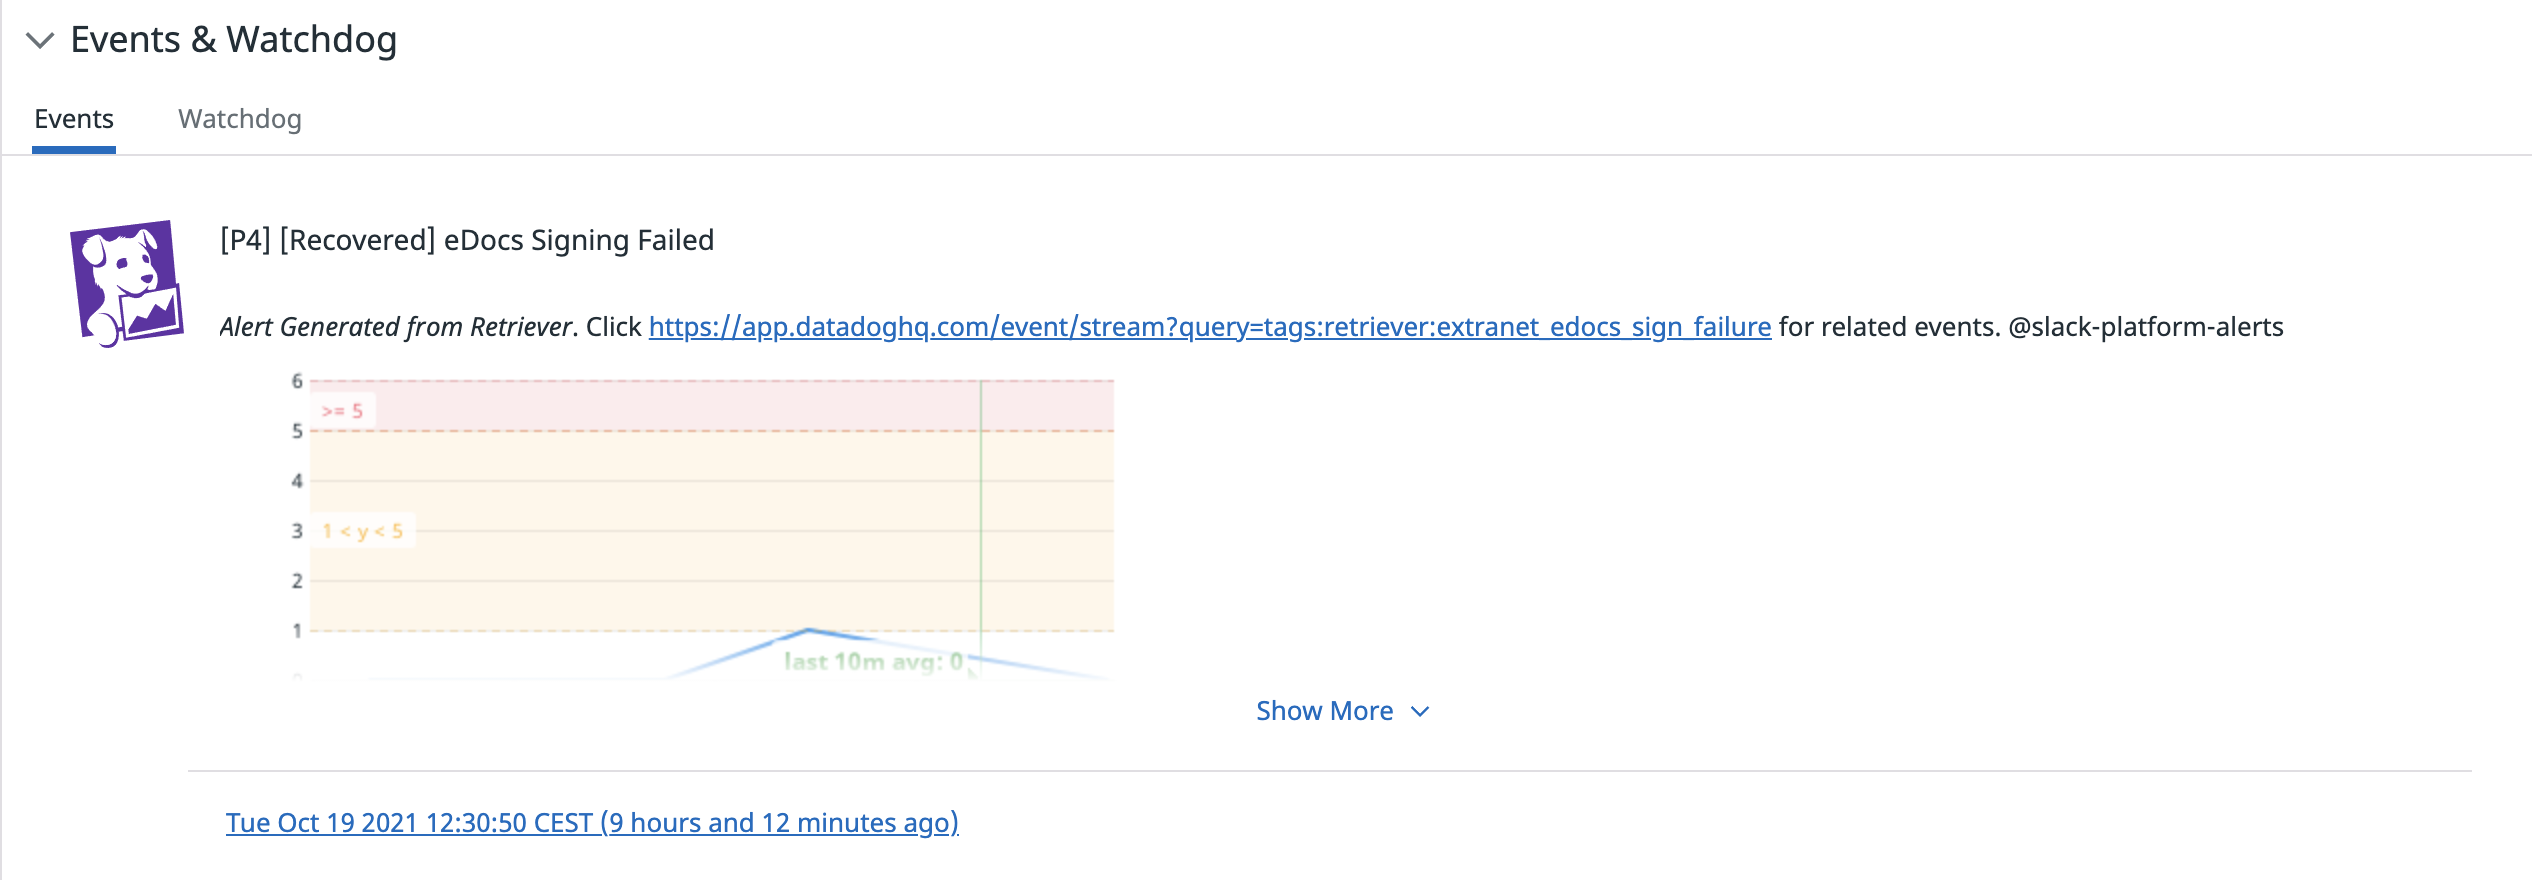 Events & Watchdog
Events
Watchdog
[P4] [Recovered] eDocs Signing Failed
Alert Generated from Retriever. Click https://app.datadoghq.com/event/stream?query=tags:retriever:extranet_edocs_sign_failure for related events. @slack-platform-alerts
6
>= 5
5
4
3
1 < y < 5
2
1
last 10m avg: 0
0
Show More
Tue Oct 19 2021 12:30:50 CEST (9 hours and 12 minutes ago)